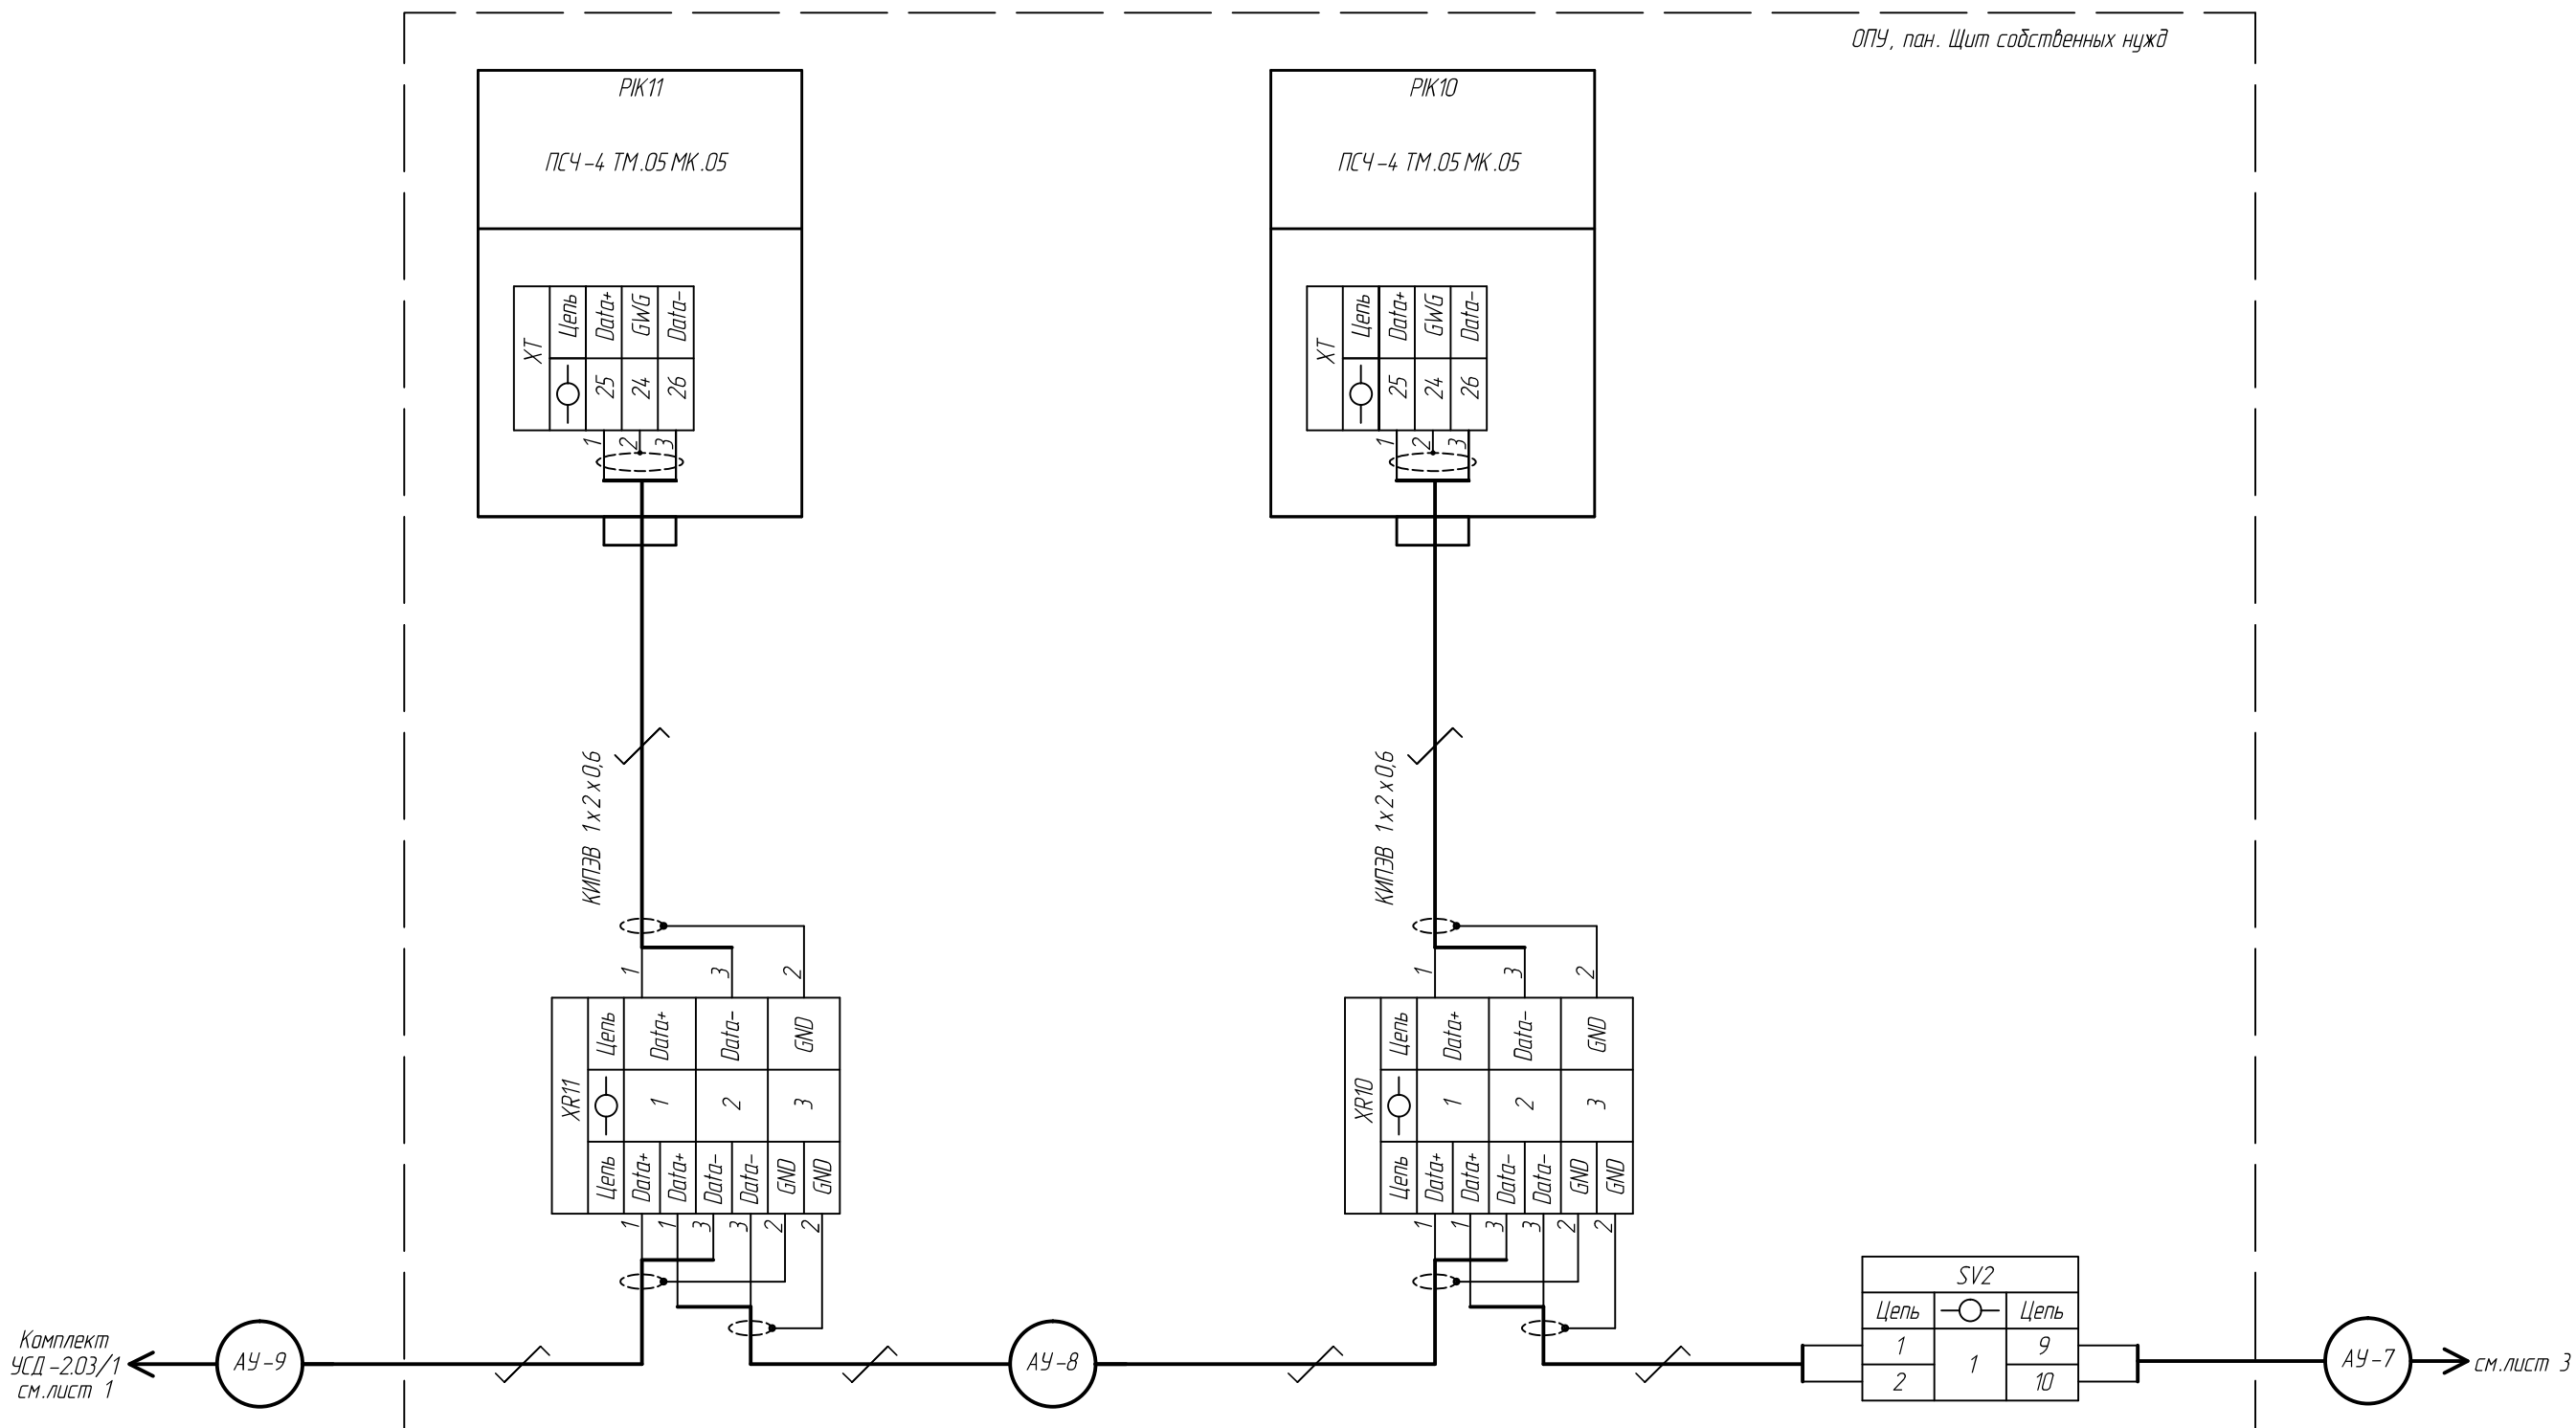 ОПУ, пан. Щит собственных нужд
PIK11
ПСЧ-4 ТМ.05 МК.05
XT
Цепь
Data+
GWG
Data-
25
24
26
1
2
3
КИПЭВ 1х2х0,6
1
3
2
XR11
Цепь
Data+
Data-
GND
1
2
3
Цепь
Data+
Data+
Data-
Data-
GND
GND
1
1
3
3
2
2
PIK10
ПСЧ-4 ТМ.05 МК.05
XT
Цепь
Data+
GWG
Data-
25
24
26
1
2
3
КИПЭВ 1х2х0,6
1
3
2
XR10
Цепь
Data+
Data-
GND
1
2
3
Цепь
Data+
Data+
Data-
Data-
GND
GND
1
1
3
3
2
2
SV2
Цепь
Цепь
1
1
9
2
10
Комплект
УСД-2.03/1
см.лист 1
АУ-9
АУ-8
АУ-7
см.лист 3